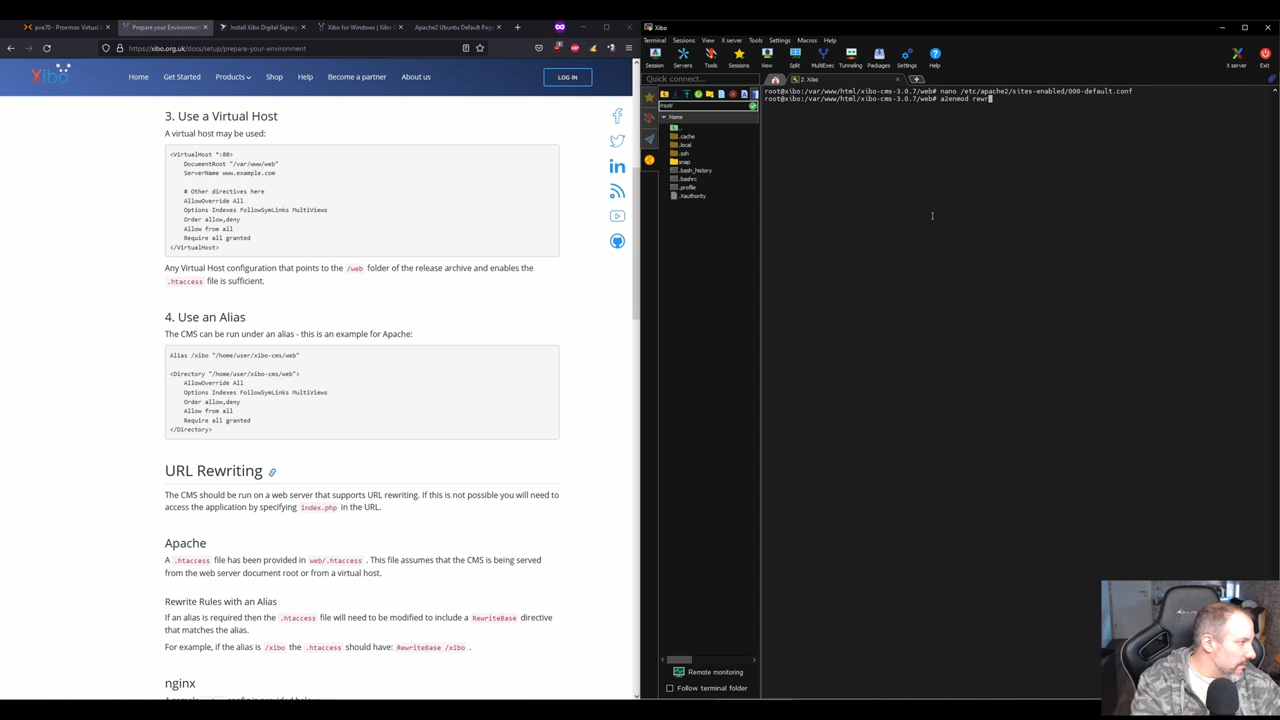 pve70 - Proxmox Virtual
Prepare your Environment
Install Xibo Digital Signag
Xibo for Windows | Xibo
Apache2 Ubuntu Default Page
https://xibo.org.uk/docs/setup/prepare-your-environment
Xibo
Home
Get Started
Products
Shop
Help
Become a partner
About us
LOG IN
3. Use a Virtual Host
A virtual host may be used:
<VirtualHost *:80>
DocumentRoot "/var/www/web"
ServerName www.example.com
# Other directives here
AllowOverride All
Options Indexes FollowSymLinks MultiViews
Order allow,deny
Allow from all
Require all granted
</VirtualHost>
Any Virtual Host configuration that points to the /web folder of the release archive and enables the
.htaccess file is sufficient.
4. Use an Alias
The CMS can be run under an alias - this is an example for Apache:
Alias /xibo "/home/user/xibo-cms/web"
<Directory "/home/user/xibo-cms/web">
AllowOverride All
Options Indexes FollowSymLinks MultiViews
Order allow,deny
Allow from all
Require all granted
</Directory>
URL Rewriting
The CMS should be run on a web server that supports URL rewriting. If this is not possible you will need to
access the application by specifying index.php in the URL.
Apache
A .htaccess file has been provided in web/.htaccess . This file assumes that the CMS is being served
from the web server document root or from a virtual host.
Rewrite Rules with an Alias
If an alias is required then the .htaccess file will need to be modified to include a RewriteBase directive
that matches the alias.
For example, if the alias is /xibo the .htaccess should have: RewriteBase /xibo .
nginx
Xibo
Terminal
Sessions
View
X server
Tools
Settings
Macros
Help
Session
Servers
Tools
Sessions
View
Split
MultiExec
Tunneling
Packages
Settings
Help
X server
Exit
Quick connect...
2. Xibo
/root/
Name
..
.cache
.local
.ssh
snap
.bash_history
.bashrc
.profile
.Xauthority
Remote monitoring
Follow terminal folder
root@xibo:/var/www/html/xibo-cms-3.0.7/web# nano /etc/apache2/sites-enabled/000-default.conf
root@xibo:/var/www/html/xibo-cms-3.0.7/web# a2enmod rewr